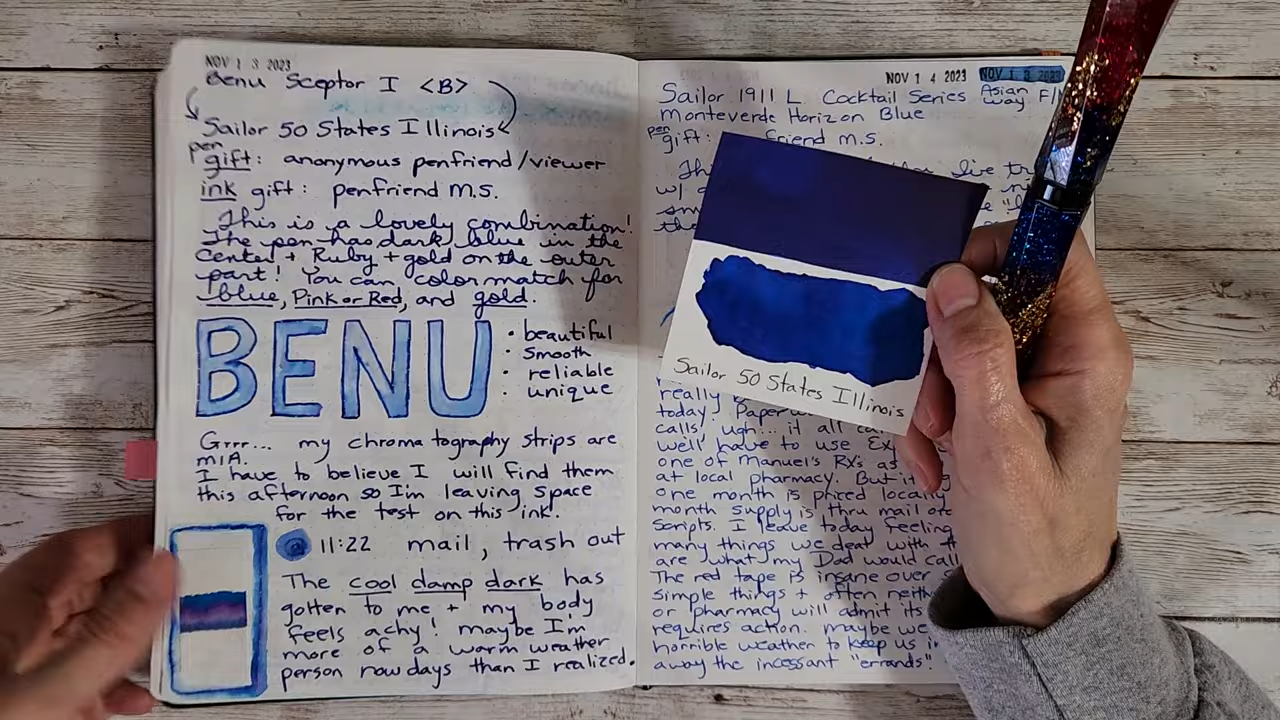 NOV 13 2023
Benu Sceptor I <B>
Sailor 50 States Illinois
pen
gift: anonymous penfriend/viewer
ink gift: penfriend m.s.
This is a lovely combination!
The pen has dark blue in the
center + Ruby + gold on the outer
part! You can color match for
blue, Pink or Red, and gold.
BENU
• beautiful
• smooth
• reliable
• unique
Grrr... my chromatography strips are
MIA.
I have to believe I will find them
this afternoon so I'm leaving space
for the test on this ink.
11:22 mail, trash out
The cool damp dark has
gotten to me + my body
feels achy! maybe I'm
more of a warm weather
person nowdays than I realized.
NOV 14 2023 NOV 13 2023
Sailor 1911 L Cocktail Series Asian
way
Monteverde Horizon Blue
pen
gift: friend m.s.
Sailor 50 States Illinois
really
today! Paper
calls! ugh... it all
we'll have to use
one of Manuel's RX's as
at local pharmacy. But
one month is priced locally
month supply is thru mail
scripts. I leave today feeling
many things we deal with
are what my Dad would call
The red tape is insane over
simple things + often
or pharmacy will admit its
requires action. maybe we
horrible weather to keep us
away the incessant "errands".